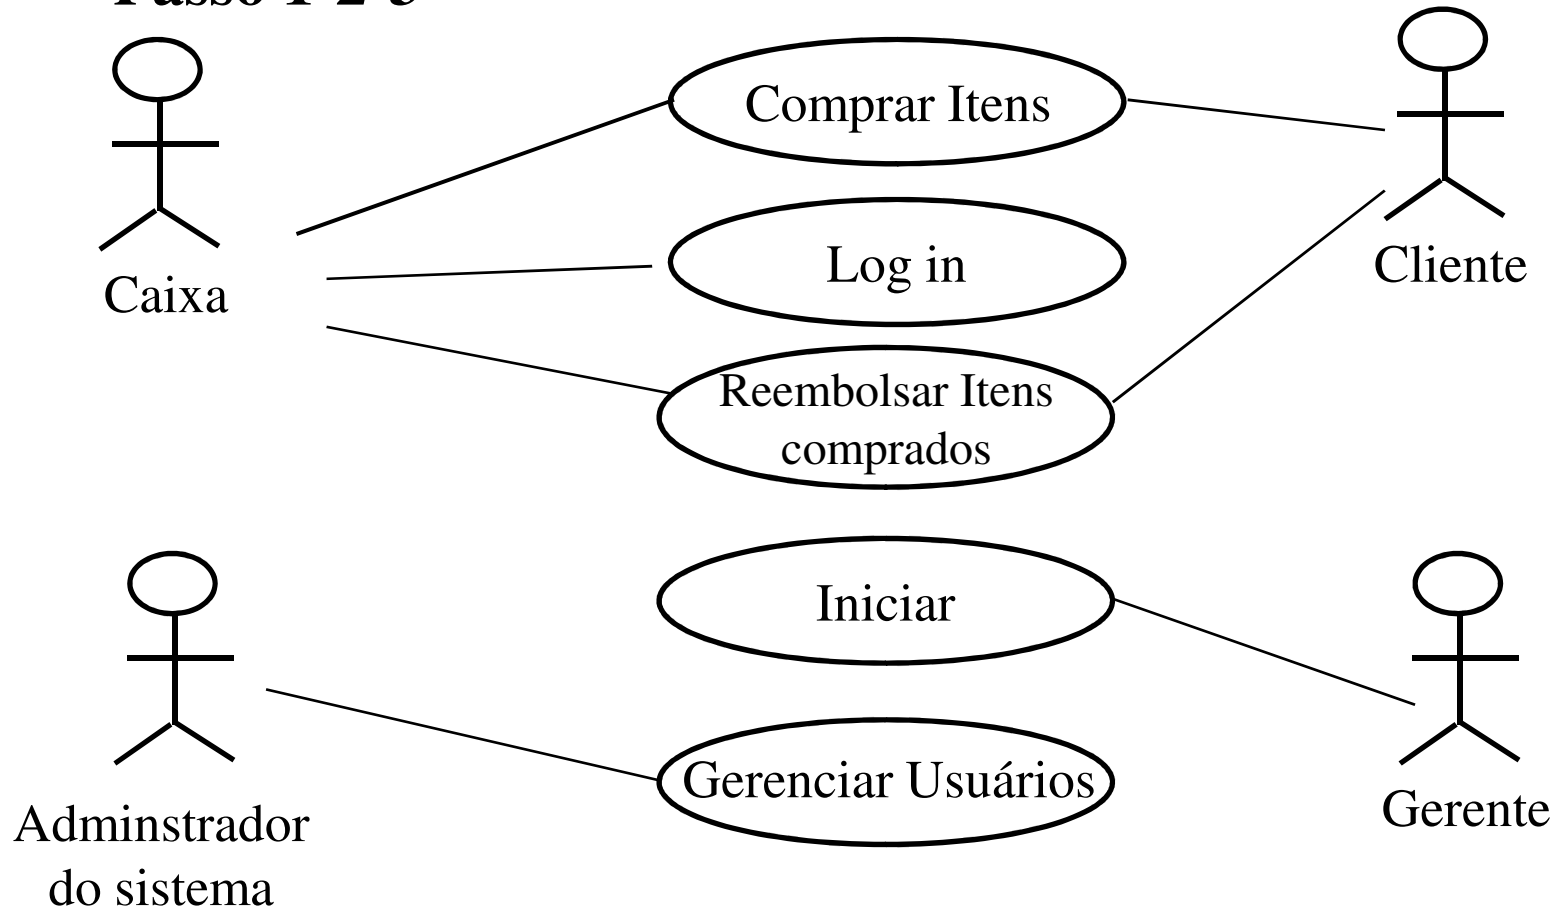 Comprar Itens
Log in
Cliente
Caixa
Reembolsar Itens
comprados
Iniciar
Gerenciar Usuários
Gerente
Adminstrador
do sistema